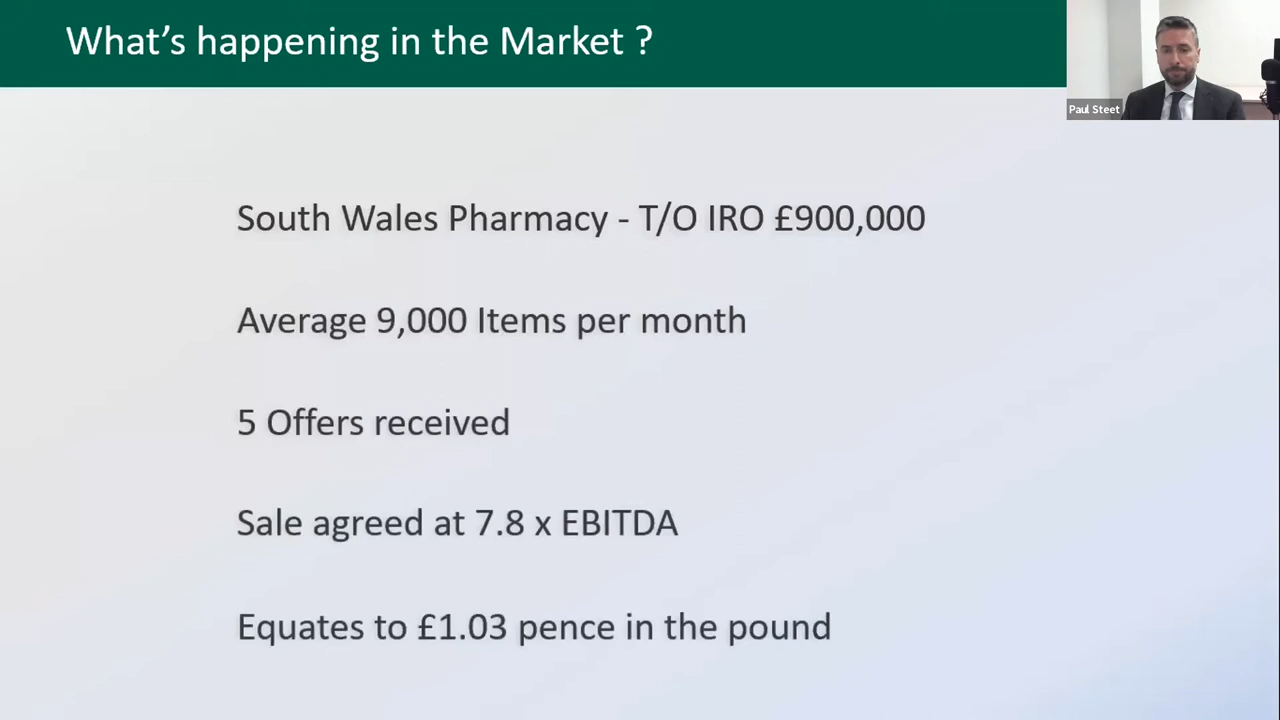 What's happening in the Market ?
Paul Steet
South Wales Pharmacy - T/O IRO £900,000
Average 9,000 Items per month
5 Offers received
Sale agreed at 7.8 x EBITDA
Equates to £1.03 pence in the pound